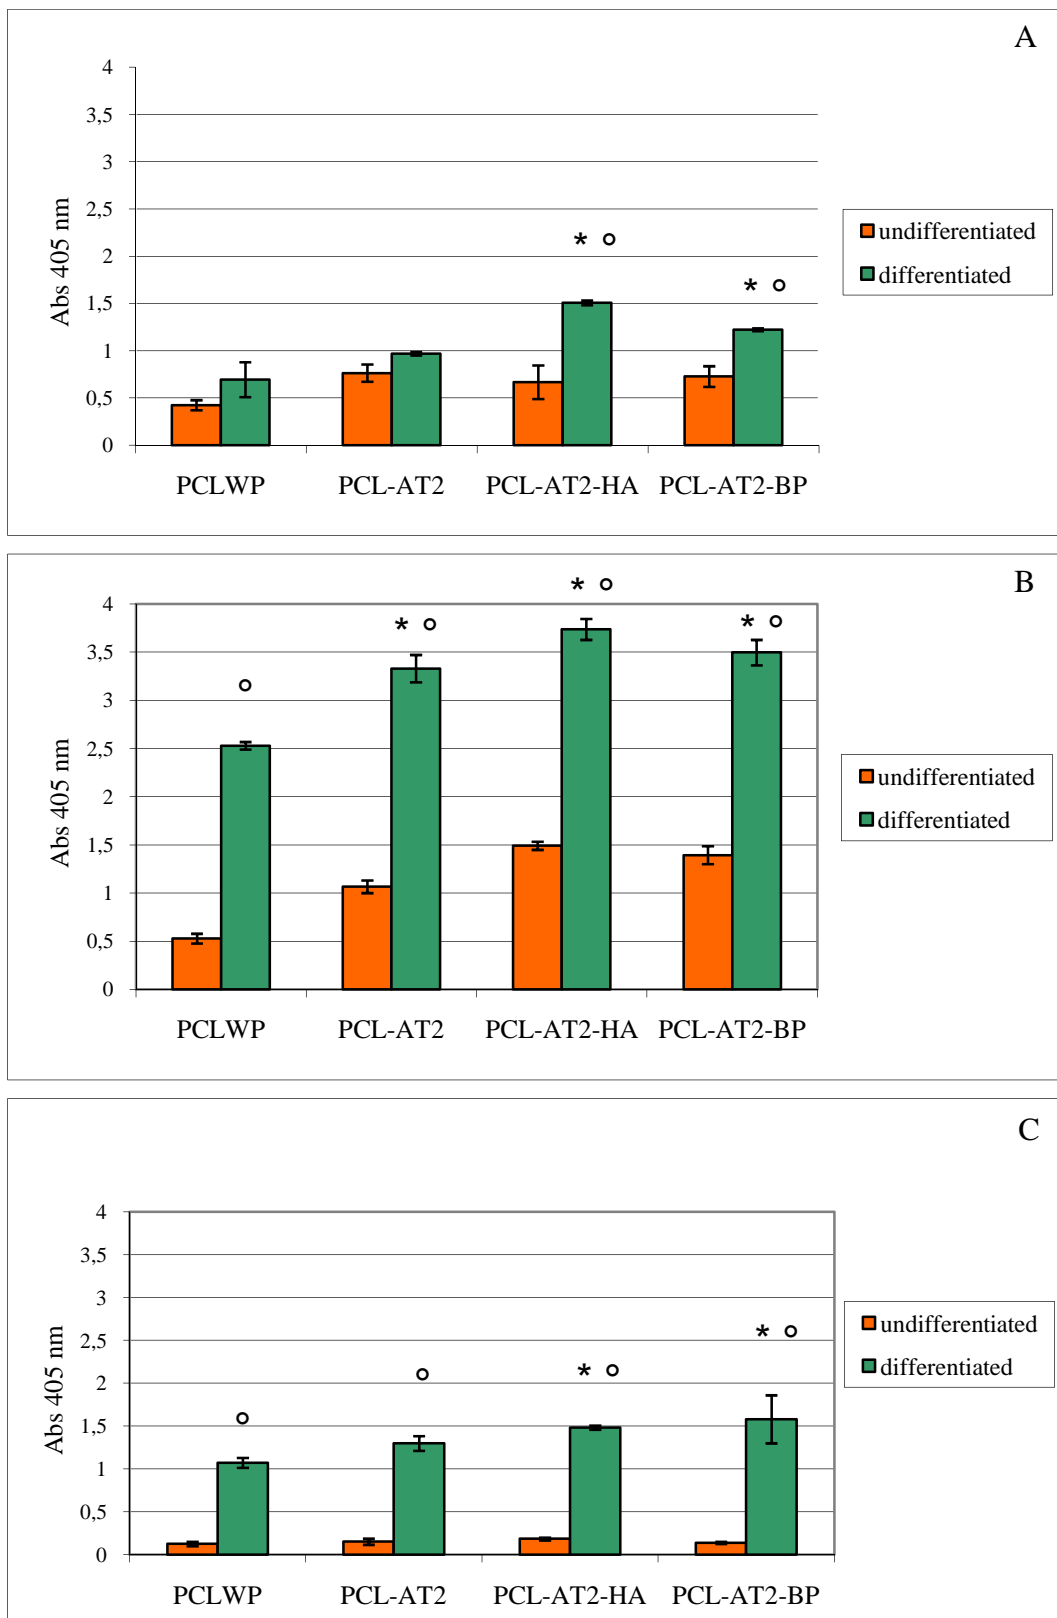 A
4
3,5
3
2,5
2
1,5
1
0,5
0
Abs 405 nm
* o
* o
PCLWP PCL-AT2 PCL-AT2-HA PCL-AT2-BP
undifferentiated
differentiated
B
4
3,5
3
2,5
2
1,5
1
0,5
0
Abs 405 nm
o
* o
* o
* o
PCLWP PCL-AT2 PCL-AT2-HA PCL-AT2-BP
undifferentiated
differentiated
C
4
3,5
3
2,5
2
1,5
1
0,5
0
Abs 405 nm
o
o
* o
* o
PCLWP PCL-AT2 PCL-AT2-HA PCL-AT2-BP
undifferentiated
differentiated